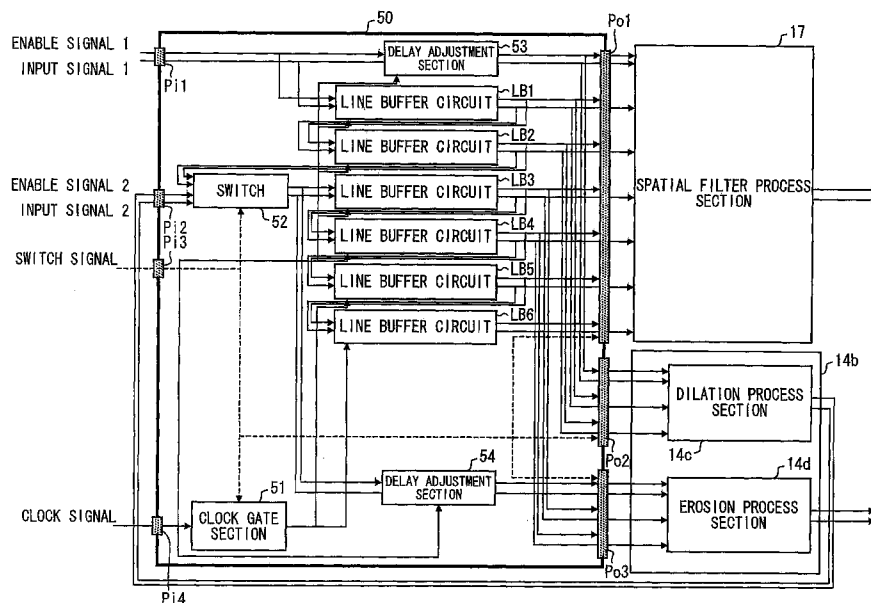 50
Po1
17
ENABLE SIGNAL 1
INPUT SIGNAL 1
Pi1
53
DELAY ADJUSTMENT
SECTION
LB1
LINE BUFFER CIRCUIT
LB2
LINE BUFFER CIRCUIT
ENABLE SIGNAL 2
INPUT SIGNAL 2
Pi2
Pi3
SWITCH
52
LB3
LINE BUFFER CIRCUIT
SPATIAL FILTER PROCESS
SECTION
LB4
LINE BUFFER CIRCUIT
SWITCH SIGNAL
LB5
LINE BUFFER CIRCUIT
LB6
LINE BUFFER CIRCUIT
14b
DILATION PROCESS
SECTION
14c
Po2
54
DELAY ADJUSTMENT
SECTION
14d
EROSION PROCESS
SECTION
51
CLOCK SIGNAL
CLOCK GATE
SECTION
Pi4
Po3